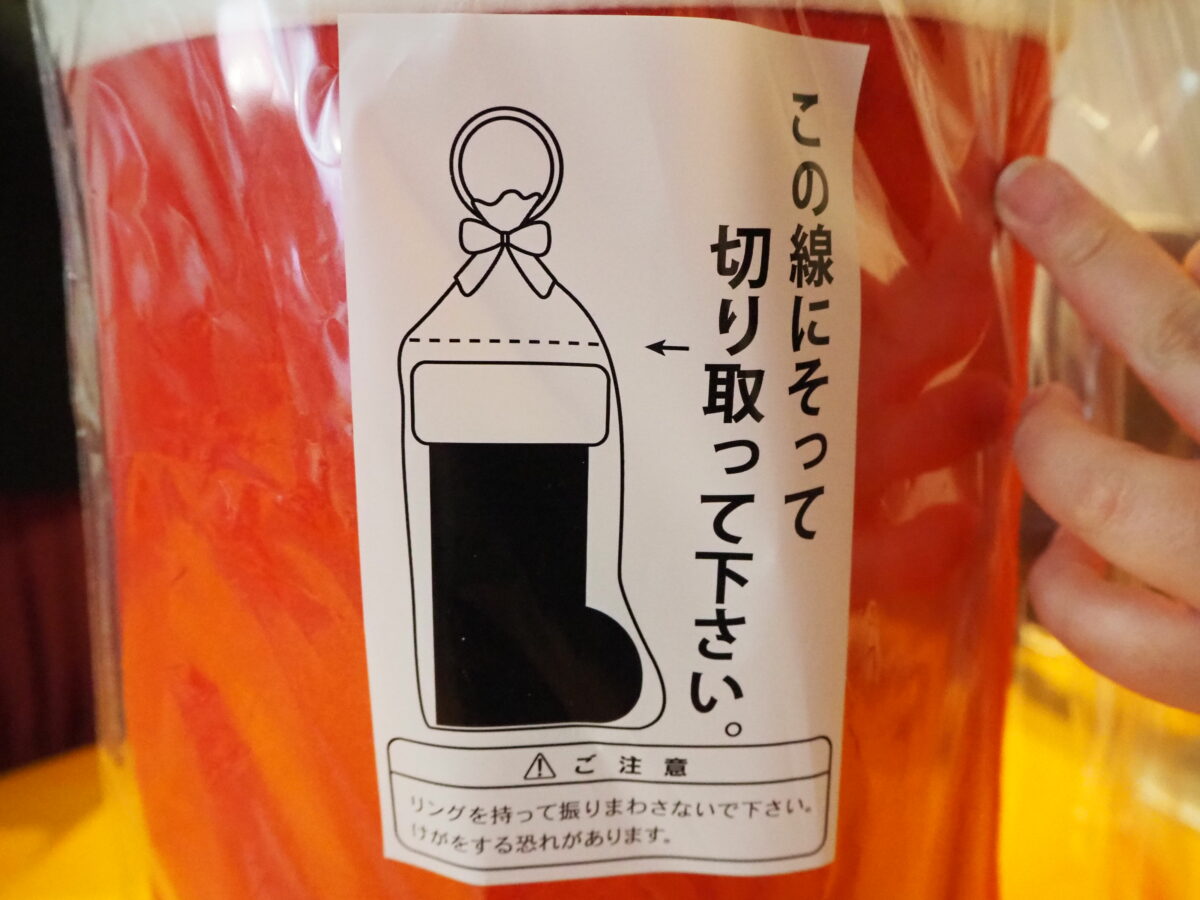 この線にそって
切り取って下さい。
ご注意
リングを持って振りまわさないで下さい。
けがをする恐れがあります。